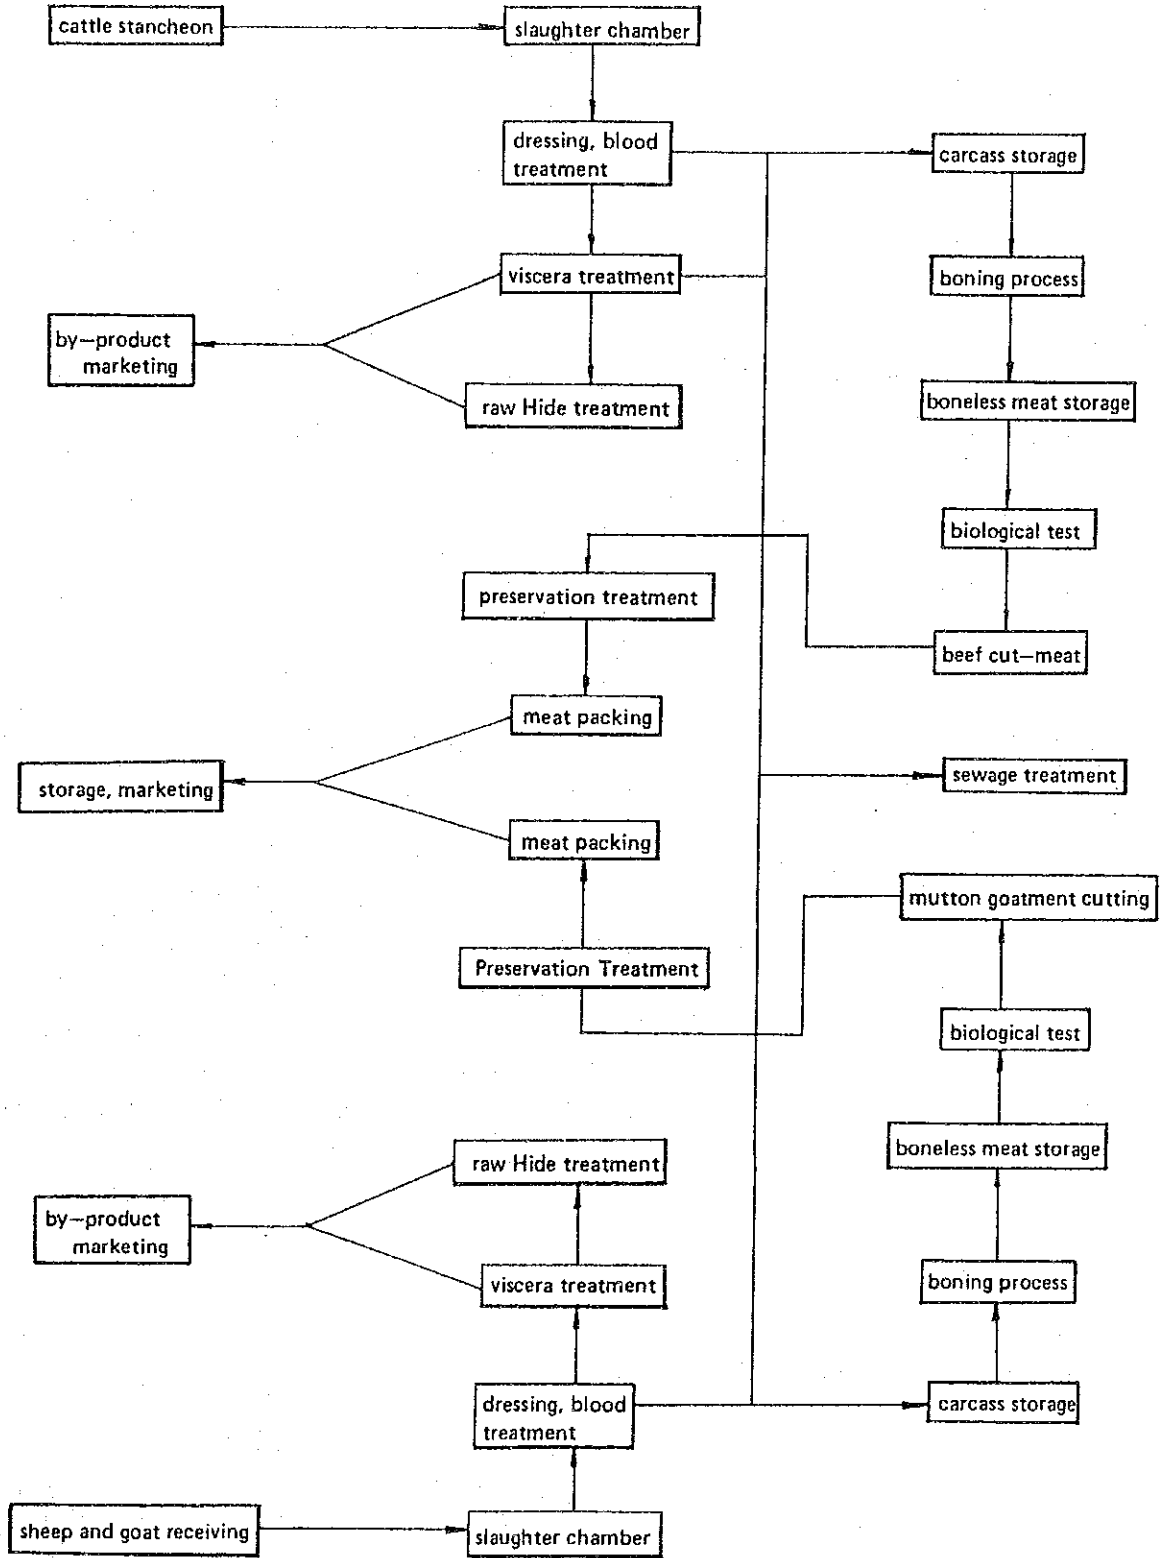 cattle stancheon
slaughter chamber
dressing, blood
treatment
carcass storage
viscera treatment
boning process
by—product
marketing
raw Hide treatment
boneless meat storage
biological test
preservation treatment
beef cut—meat
meat packing
storage, marketing
sewage treatment
meat packing
mutton goatment cutting
Preservation Treatment
biological test
raw Hide treatment
boneless meat storage
by—product
marketing
viscera treatment
boning process
dressing, blood
treatment
carcass storage
sheep and goat receiving
slaughter chamber